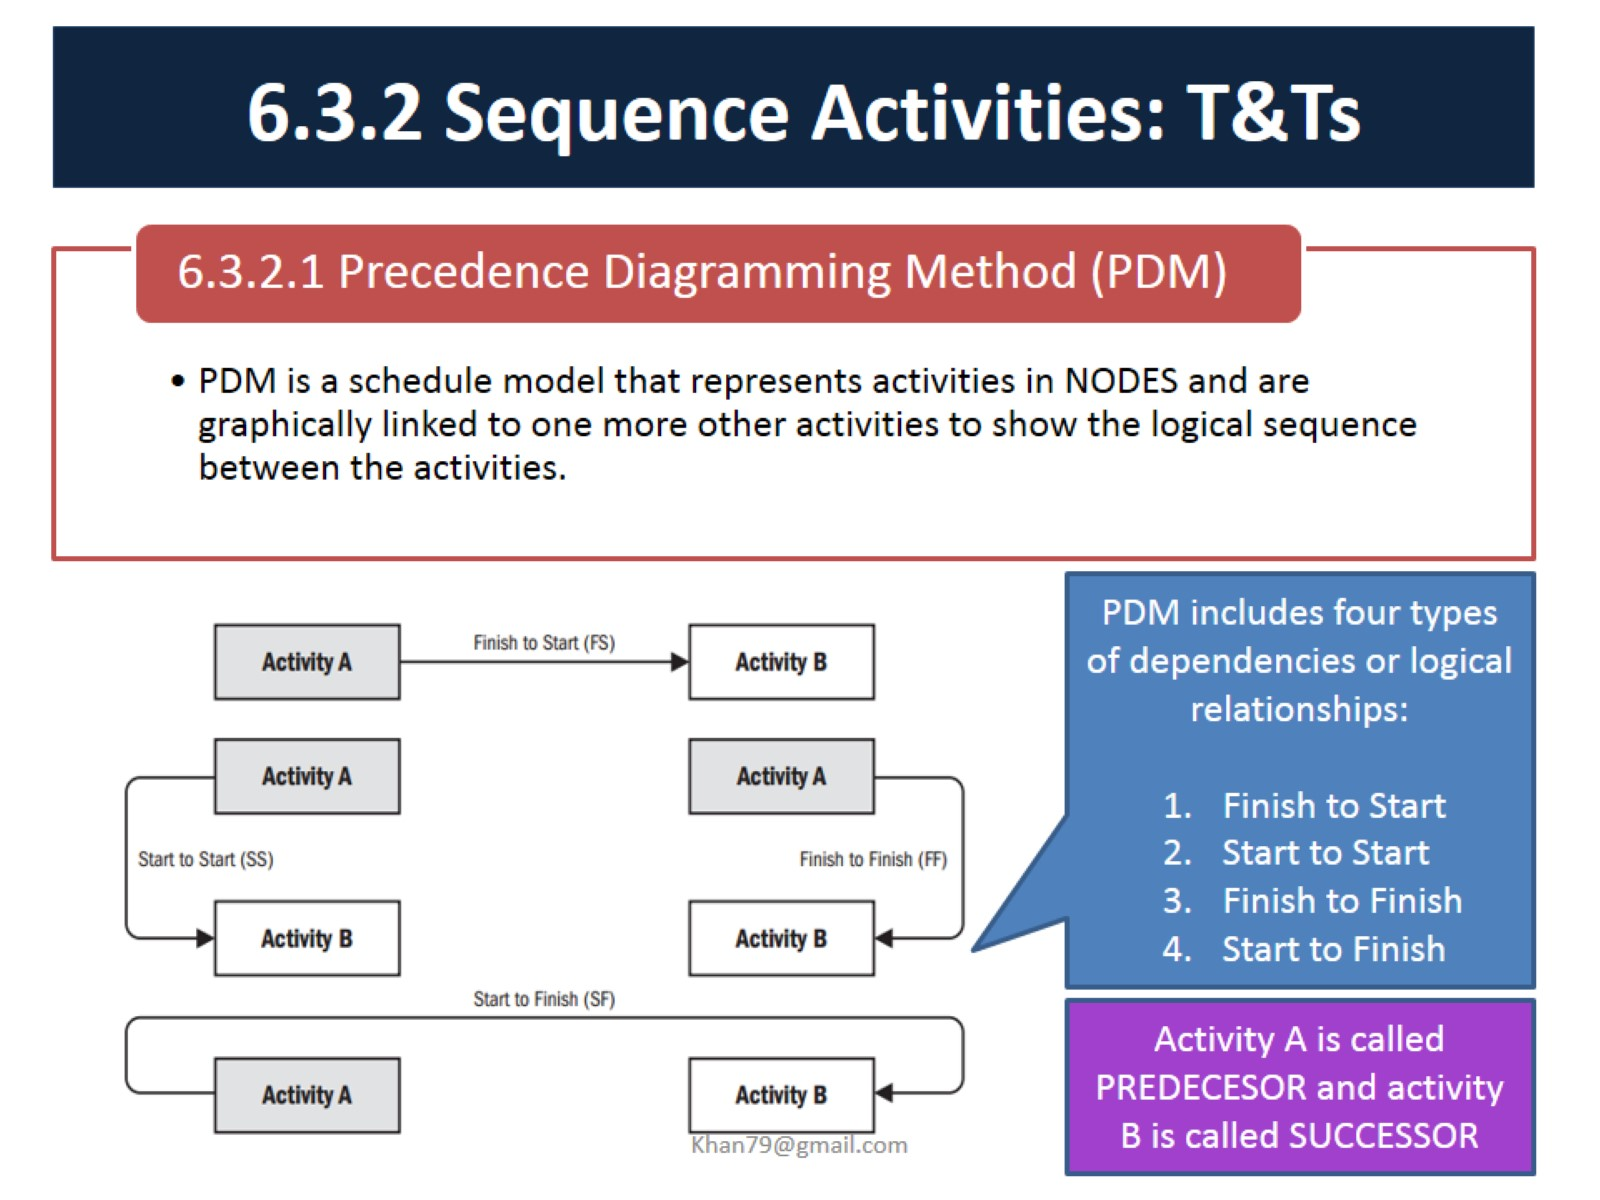 6.3.2 Sequence Activities: T&Ts
6.3.2.1 Precedence Diagramming Method (PDM)
• PDM is a schedule model that represents activities in NODES and are
graphically linked to one more other activities to show the logical sequence
between the activities.
Activity A
Finish to Start (FS)
Activity B
Activity A
Start to Start (SS)
Activity B
Activity A
Finish to Finish (FF)
Activity B
Start to Finish (SF)
Activity A
Activity B
PDM includes four types
of dependencies or logical
relationships:
1. Finish to Start
2. Start to Start
3. Finish to Finish
4. Start to Finish
Activity A is called
PREDECESOR and activity
B is called SUCCESSOR
Khan79@gmail.com